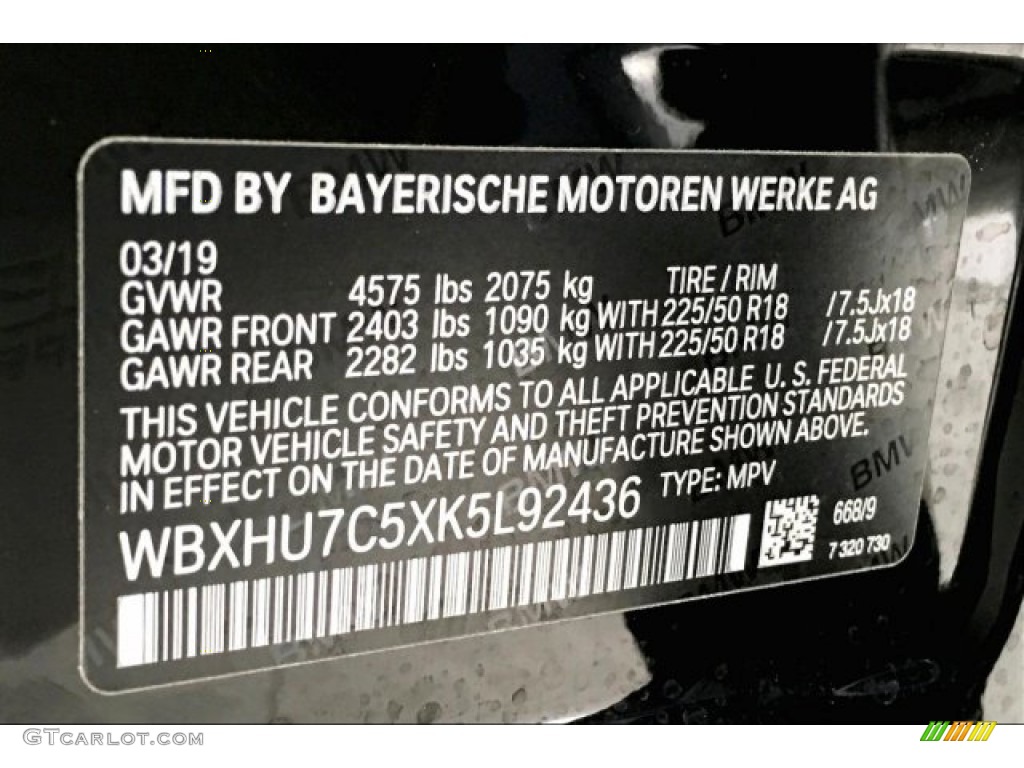 MFD BY BAYERISCHE MOTOREN WERKE AG
03/19
GVWR 4575 lbs 2075 kg TIRE / RIM
GAWR FRONT 2403 lbs 1090 kg WITH 225/50 R18 /7.5Jx18
GAWR REAR 2282 lbs 1035 kg WITH 225/50 R18 /7.5Jx18
THIS VEHICLE CONFORMS TO ALL APPLICABLE U. S. FEDERAL
MOTOR VEHICLE SAFETY AND THEFT PREVENTION STANDARDS
IN EFFECT ON THE DATE OF MANUFACTURE SHOWN ABOVE.
WBXHU7C5XK5L92436 TYPE: MPV
668/9
7 320 730
BMW
GTCARLOT.COM